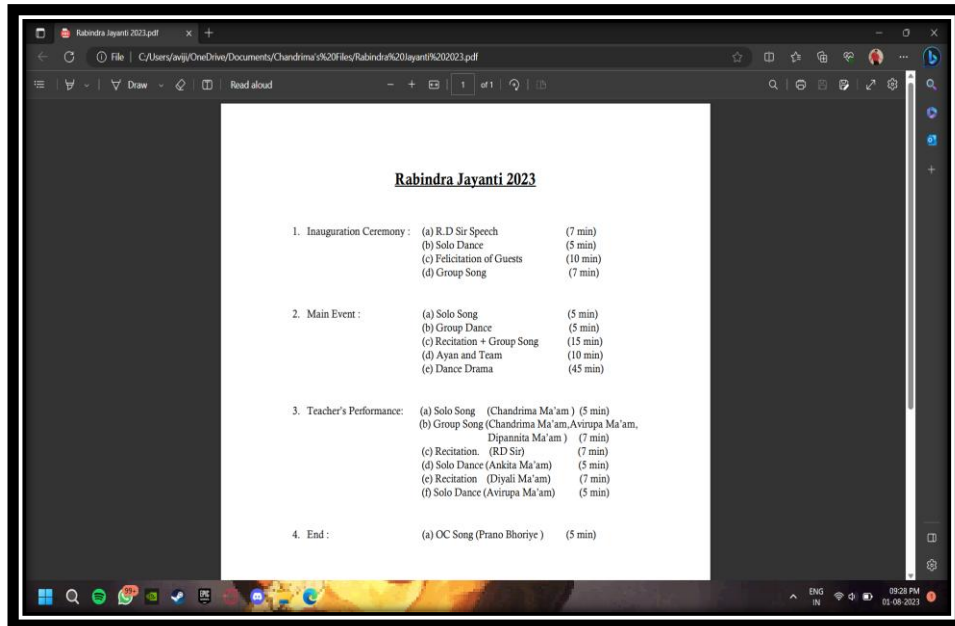 Rabindra Jayanti 2023.pdf
File | C:/Users/aviji/OneDrive/Documents/Chandrima's%20Files/Rabindra%20Jayanti%202023.pdf
Draw Read aloud 1 of 1
Rabindra Jayanti 2023
1. Inauguration Ceremony : (a) R.D Sir Speech (7 min)
(b) Solo Dance (5 min)
(c) Felicitation of Guests (10 min)
(d) Group Song (7 min)
2. Main Event : (a) Solo Song (5 min)
(b) Group Dance (5 min)
(c) Recitation + Group Song (15 min)
(d) Ayan and Team (10 min)
(e) Dance Drama (45 min)
3. Teacher's Performance: (a) Solo Song (Chandrima Ma'am ) (5 min)
(b) Group Song (Chandrima Ma'am,Avirupa Ma'am,
Dipannita Ma'am ) (7 min)
(c) Recitation. (RD Sir) (7 min)
(d) Solo Dance (Ankita Ma'am) (5 min)
(e) Recitation (Diyali Ma'am) (7 min)
(f) Solo Dance (Avirupa Ma'am) (5 min)
4. End : (a) OC Song (Prano Bhoriye ) (5 min)
99+
EPIC
ENG 09:28 PM
IN 01-08-2023